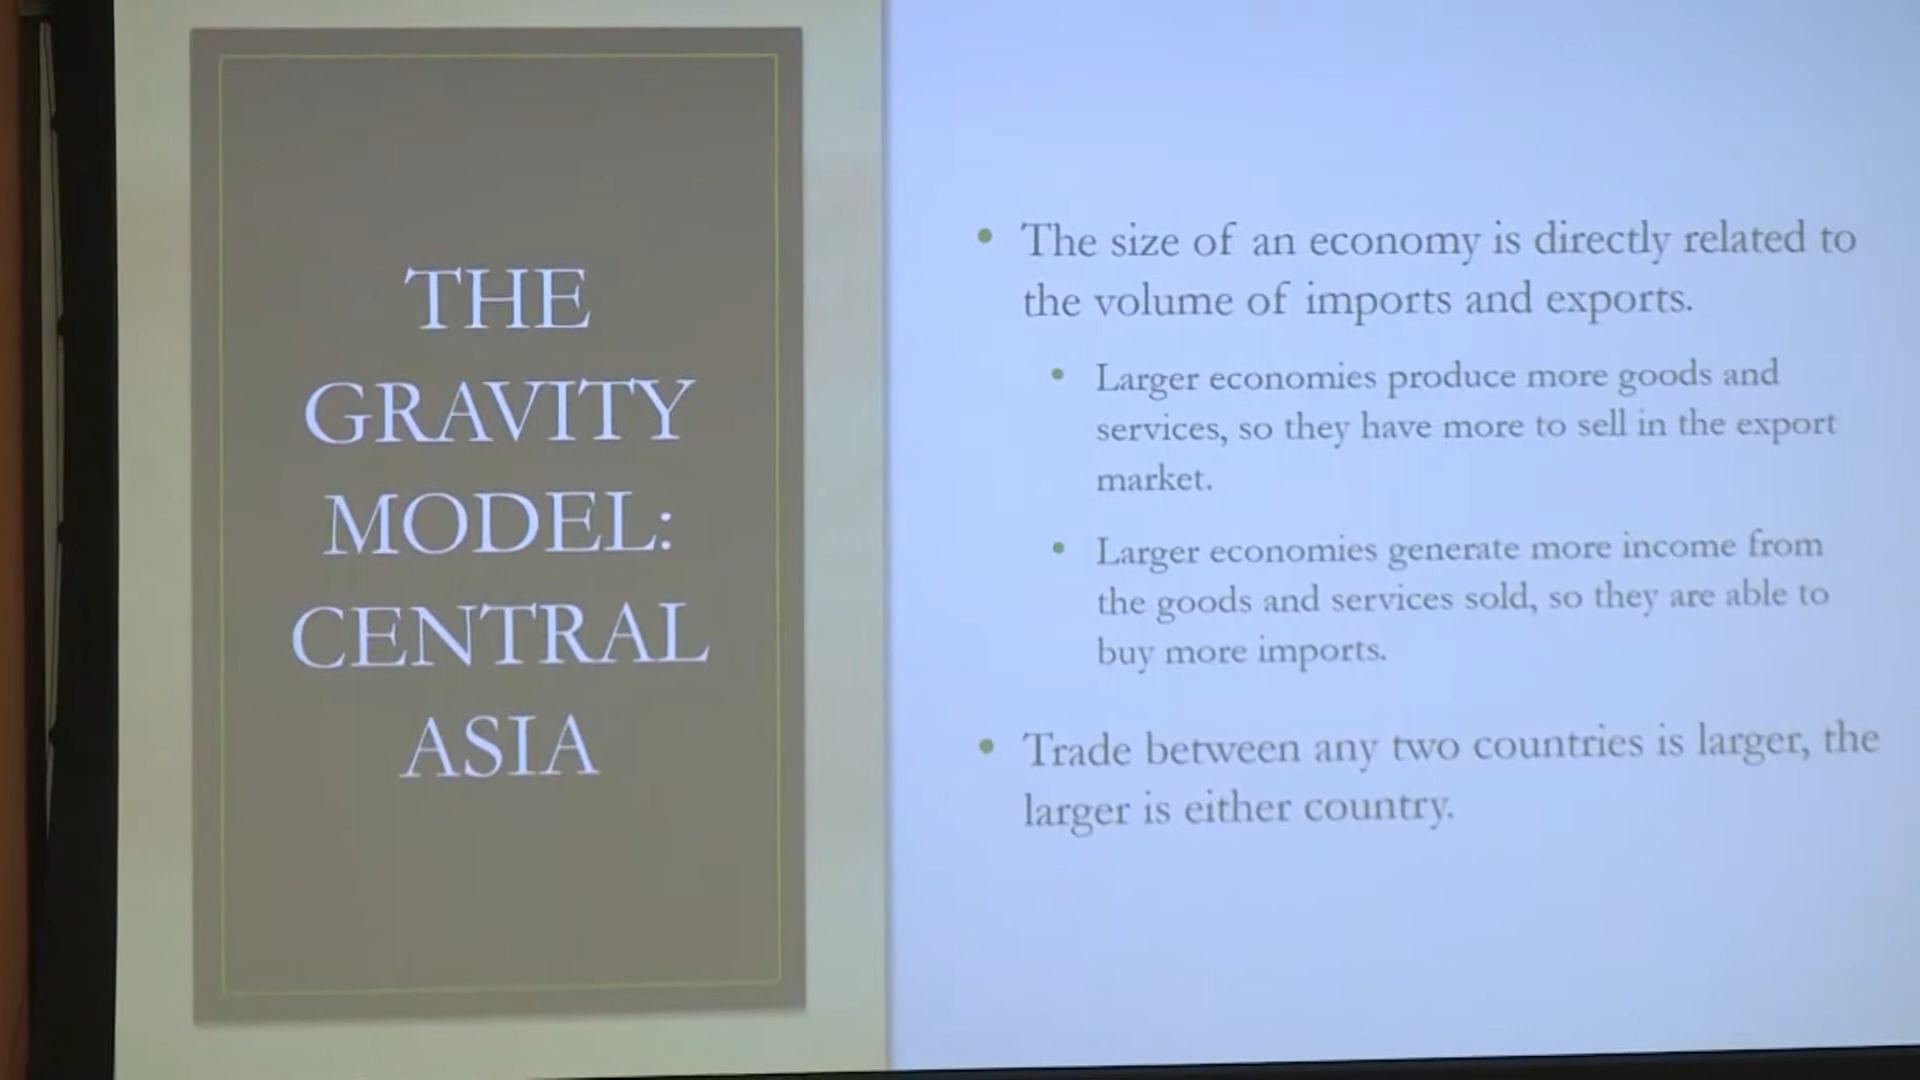 THE
GRAVITY
MODEL:
CENTRAL
ASIA
• The size of an economy is directly related to
the volume of imports and exports.
• Larger economies produce more goods and
services, so they have more to sell in the export
market.
• Larger economies generate more income from
the goods and services sold, so they are able to
buy more imports.
• Trade between any two countries is larger, the
larger is either country.